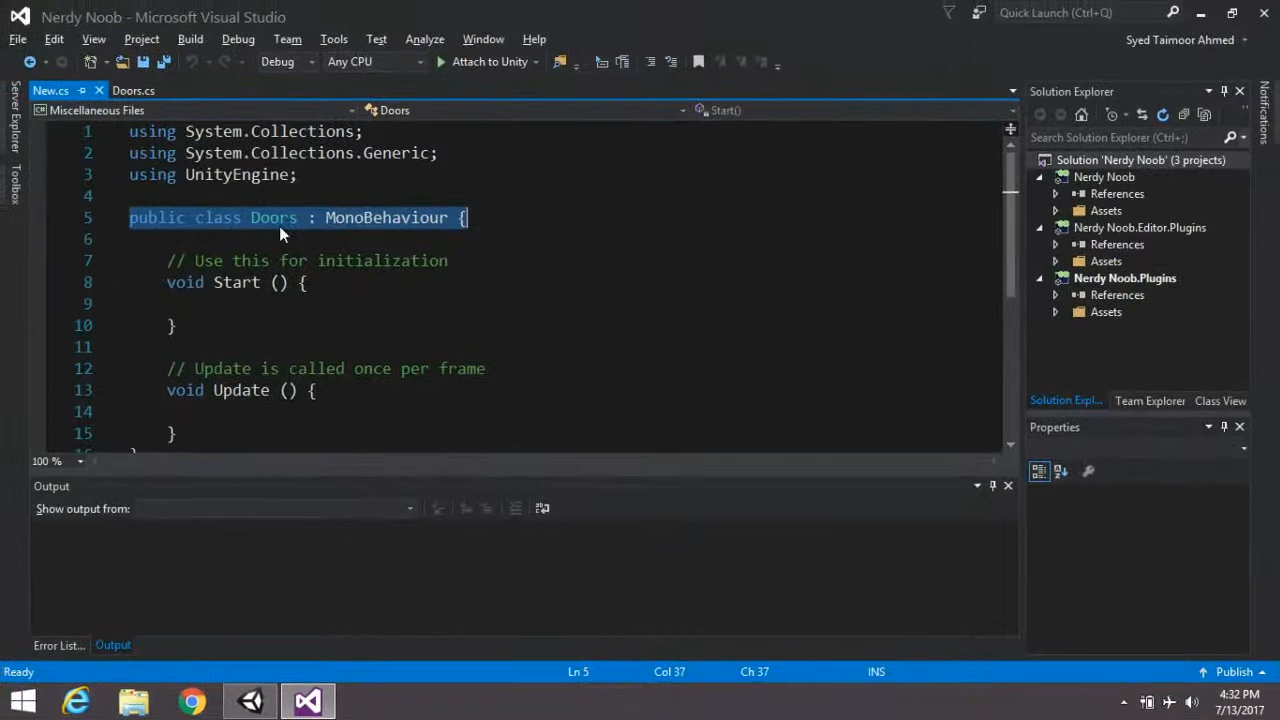 Nerdy Noob - Microsoft Visual Studio
Quick Launch (Ctrl+Q)
File Edit View Project Build Debug Team Tools Test Analyze Window Help
Syed Taimoor Ahmed
Debug Any CPU Attach to Unity
New.cs Doors.cs
Miscellaneous Files Doors Start()
1 using System.Collections;
2 using System.Collections.Generic;
3 using UnityEngine;
4
5 public class Doors : MonoBehaviour {
6
7 // Use this for initialization
8 void Start () {
9
10 }
11
12 // Update is called once per frame
13 void Update () {
14
15 }
16 }
100 %
Output
Show output from:
Error List... Output
Server Explorer
Toolbox
Solution Explorer
Search Solution Explorer (Ctrl+;)
Solution 'Nerdy Noob' (3 projects)
Nerdy Noob
References
Assets
Nerdy Noob.Editor.Plugins
References
Assets
Nerdy Noob.Plugins
References
Assets
Solution Expl... Team Explorer Class View
Properties
Notifications
Ready Ln 5 Col 37 Ch 37 INS Publish
4:32 PM
7/13/2017